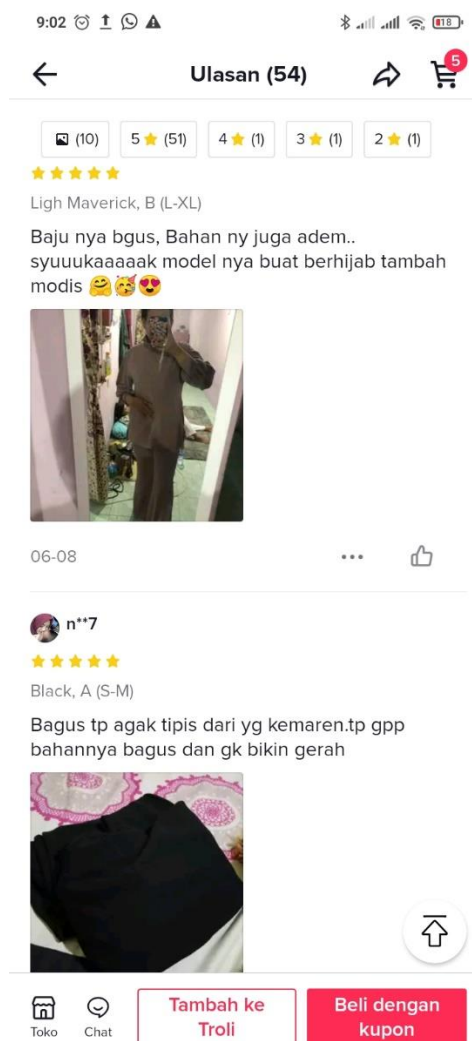 9:02
18
Ulasan (54)
5
(10)
5 (51)
4 (1)
3 (1)
2 (1)
Ligh Maverick, B (L-XL)
Baju nya bgus, Bahan ny juga adem..
syuuukaaaaak model nya buat berhijab tambah
modis 🤗🥳😍
06-08
n**7
Black, A (S-M)
Bagus tp agak tipis dari yg kemaren.tp gpp
bahannya bagus dan gk bikin gerah
Toko
Chat
Tambah ke
Troli
Beli dengan
kupon